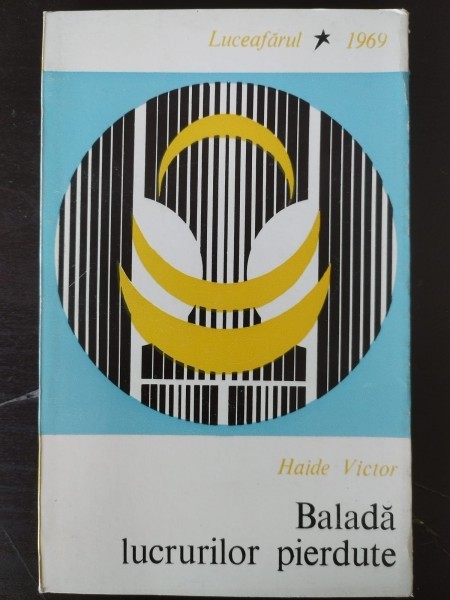 Luceafărul ★ 1969
Haide Victor
Baladă
lucrurilor pierdute